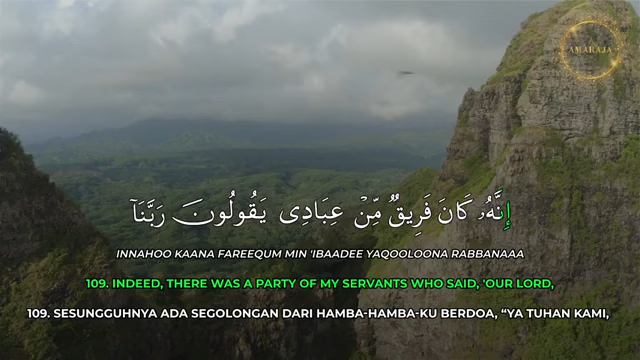 AMARAJA
إِنَّهُۥ كَانَ فَرِيقٌ مِّنْ عِبَادِى يَقُولُونَ رَبَّنَآ
INNAHOO KAANA FAREEQUM MIN 'IBAADEE YAQOOLOONA RABBANAAA
109. INDEED, THERE WAS A PARTY OF MY SERVANTS WHO SAID, 'OUR LORD,
109. SESUNGGUHNYA ADA SEGOLONGAN DARI HAMBA-HAMBA-KU BERDOA, “YA TUHAN KAMI,